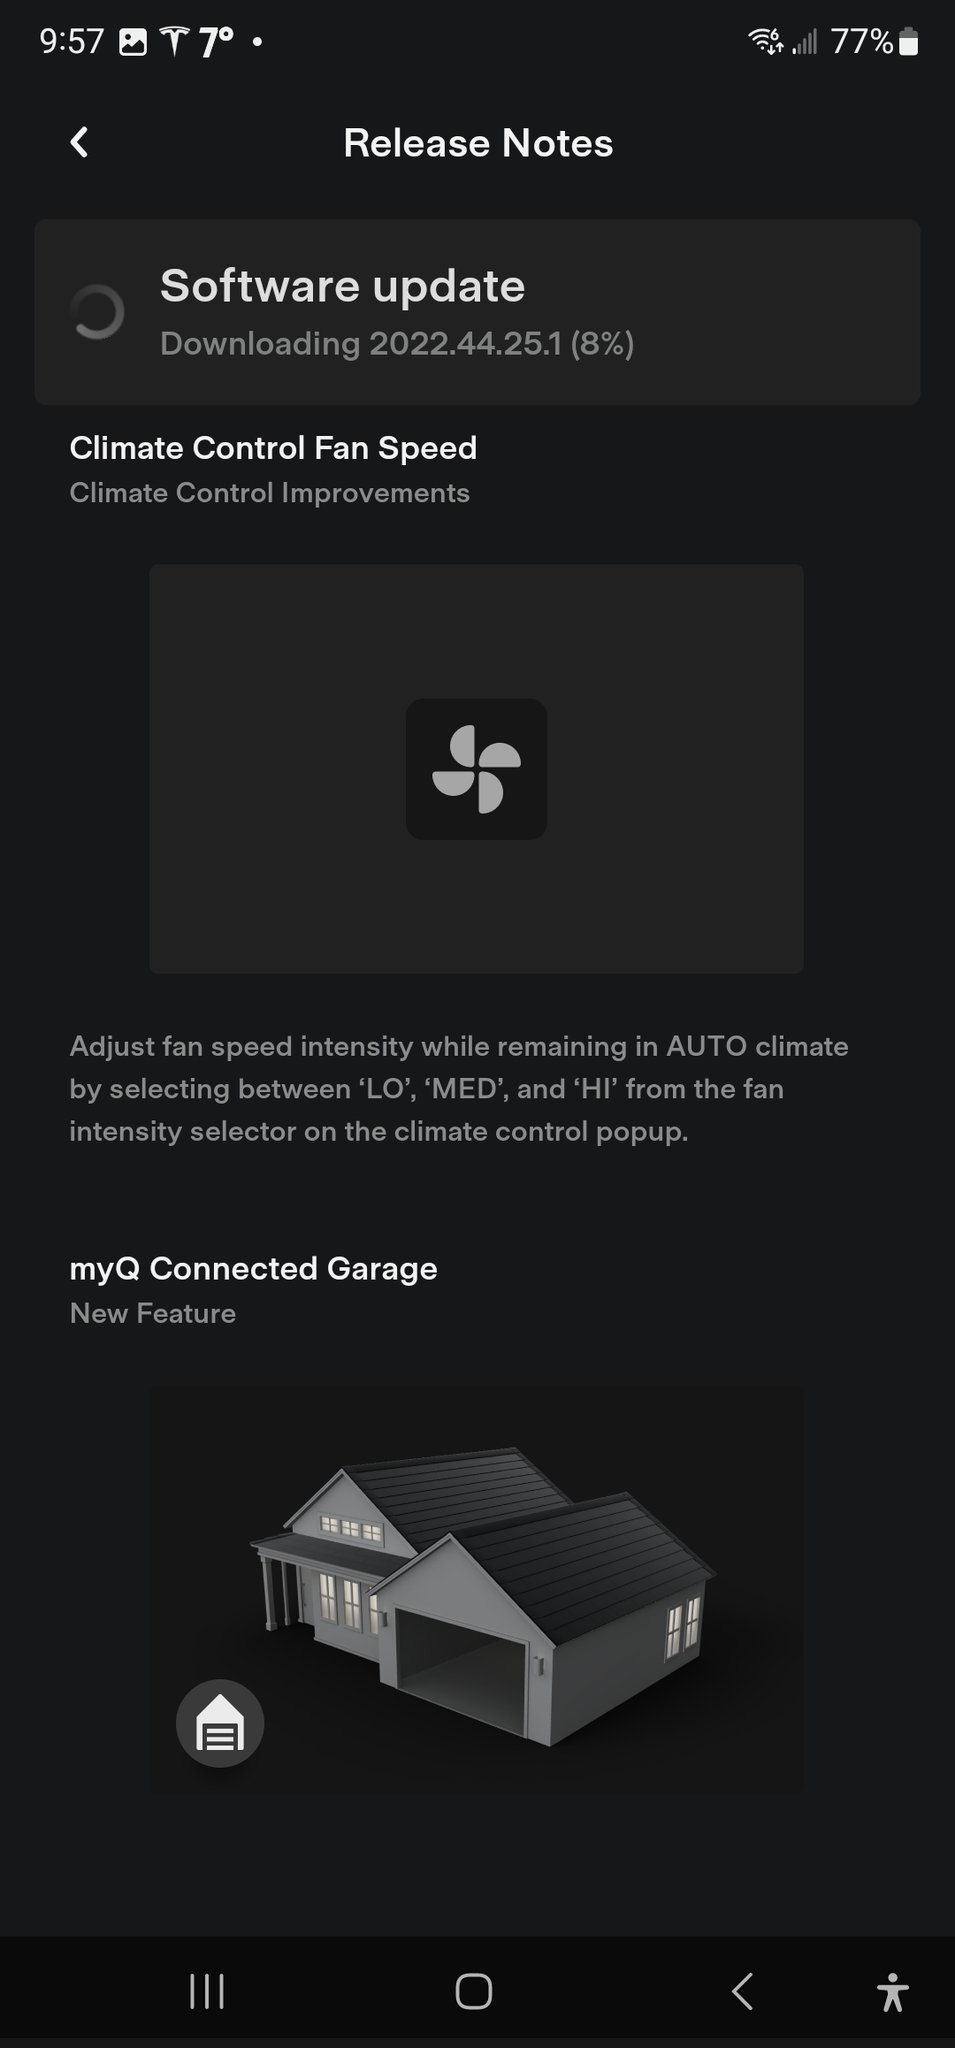 9:57 7° 77%
Release Notes
Software update
Downloading 2022.44.25.1 (8%)
Climate Control Fan Speed
Climate Control Improvements
Adjust fan speed intensity while remaining in AUTO climate
by selecting between ‘LO’, ‘MED’, and ‘HI’ from the fan
intensity selector on the climate control popup.
myQ Connected Garage
New Feature